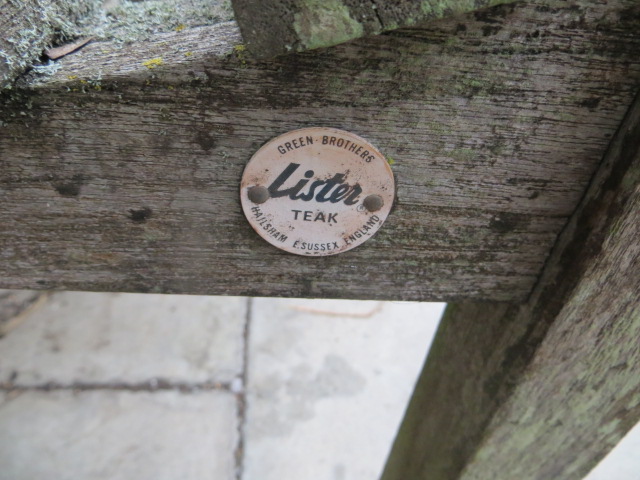 GREEN BROTHERS
Lister
TEAK
HAILSHAM E.SUSSEX ENGLAND